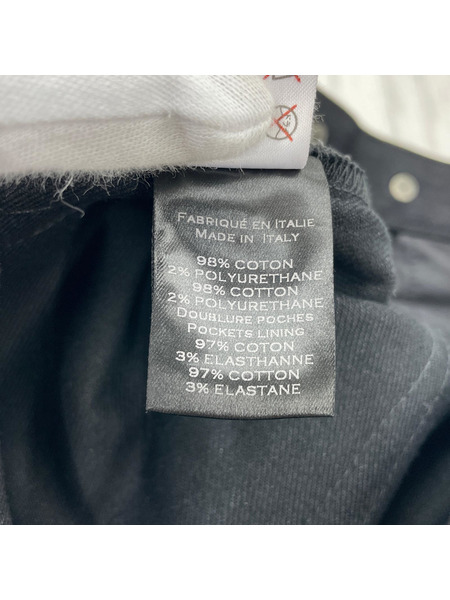 FABRIQUÉ EN ITALIE
MADE IN ITALY
98% COTON
2% POLYURETHANE
98% COTTON
2% POLYURETHANE
DOUBLURE POCHES
POCKETS LINING
97% COTON
3% ELASTHANNE
97% COTTON
3% ELASTANE